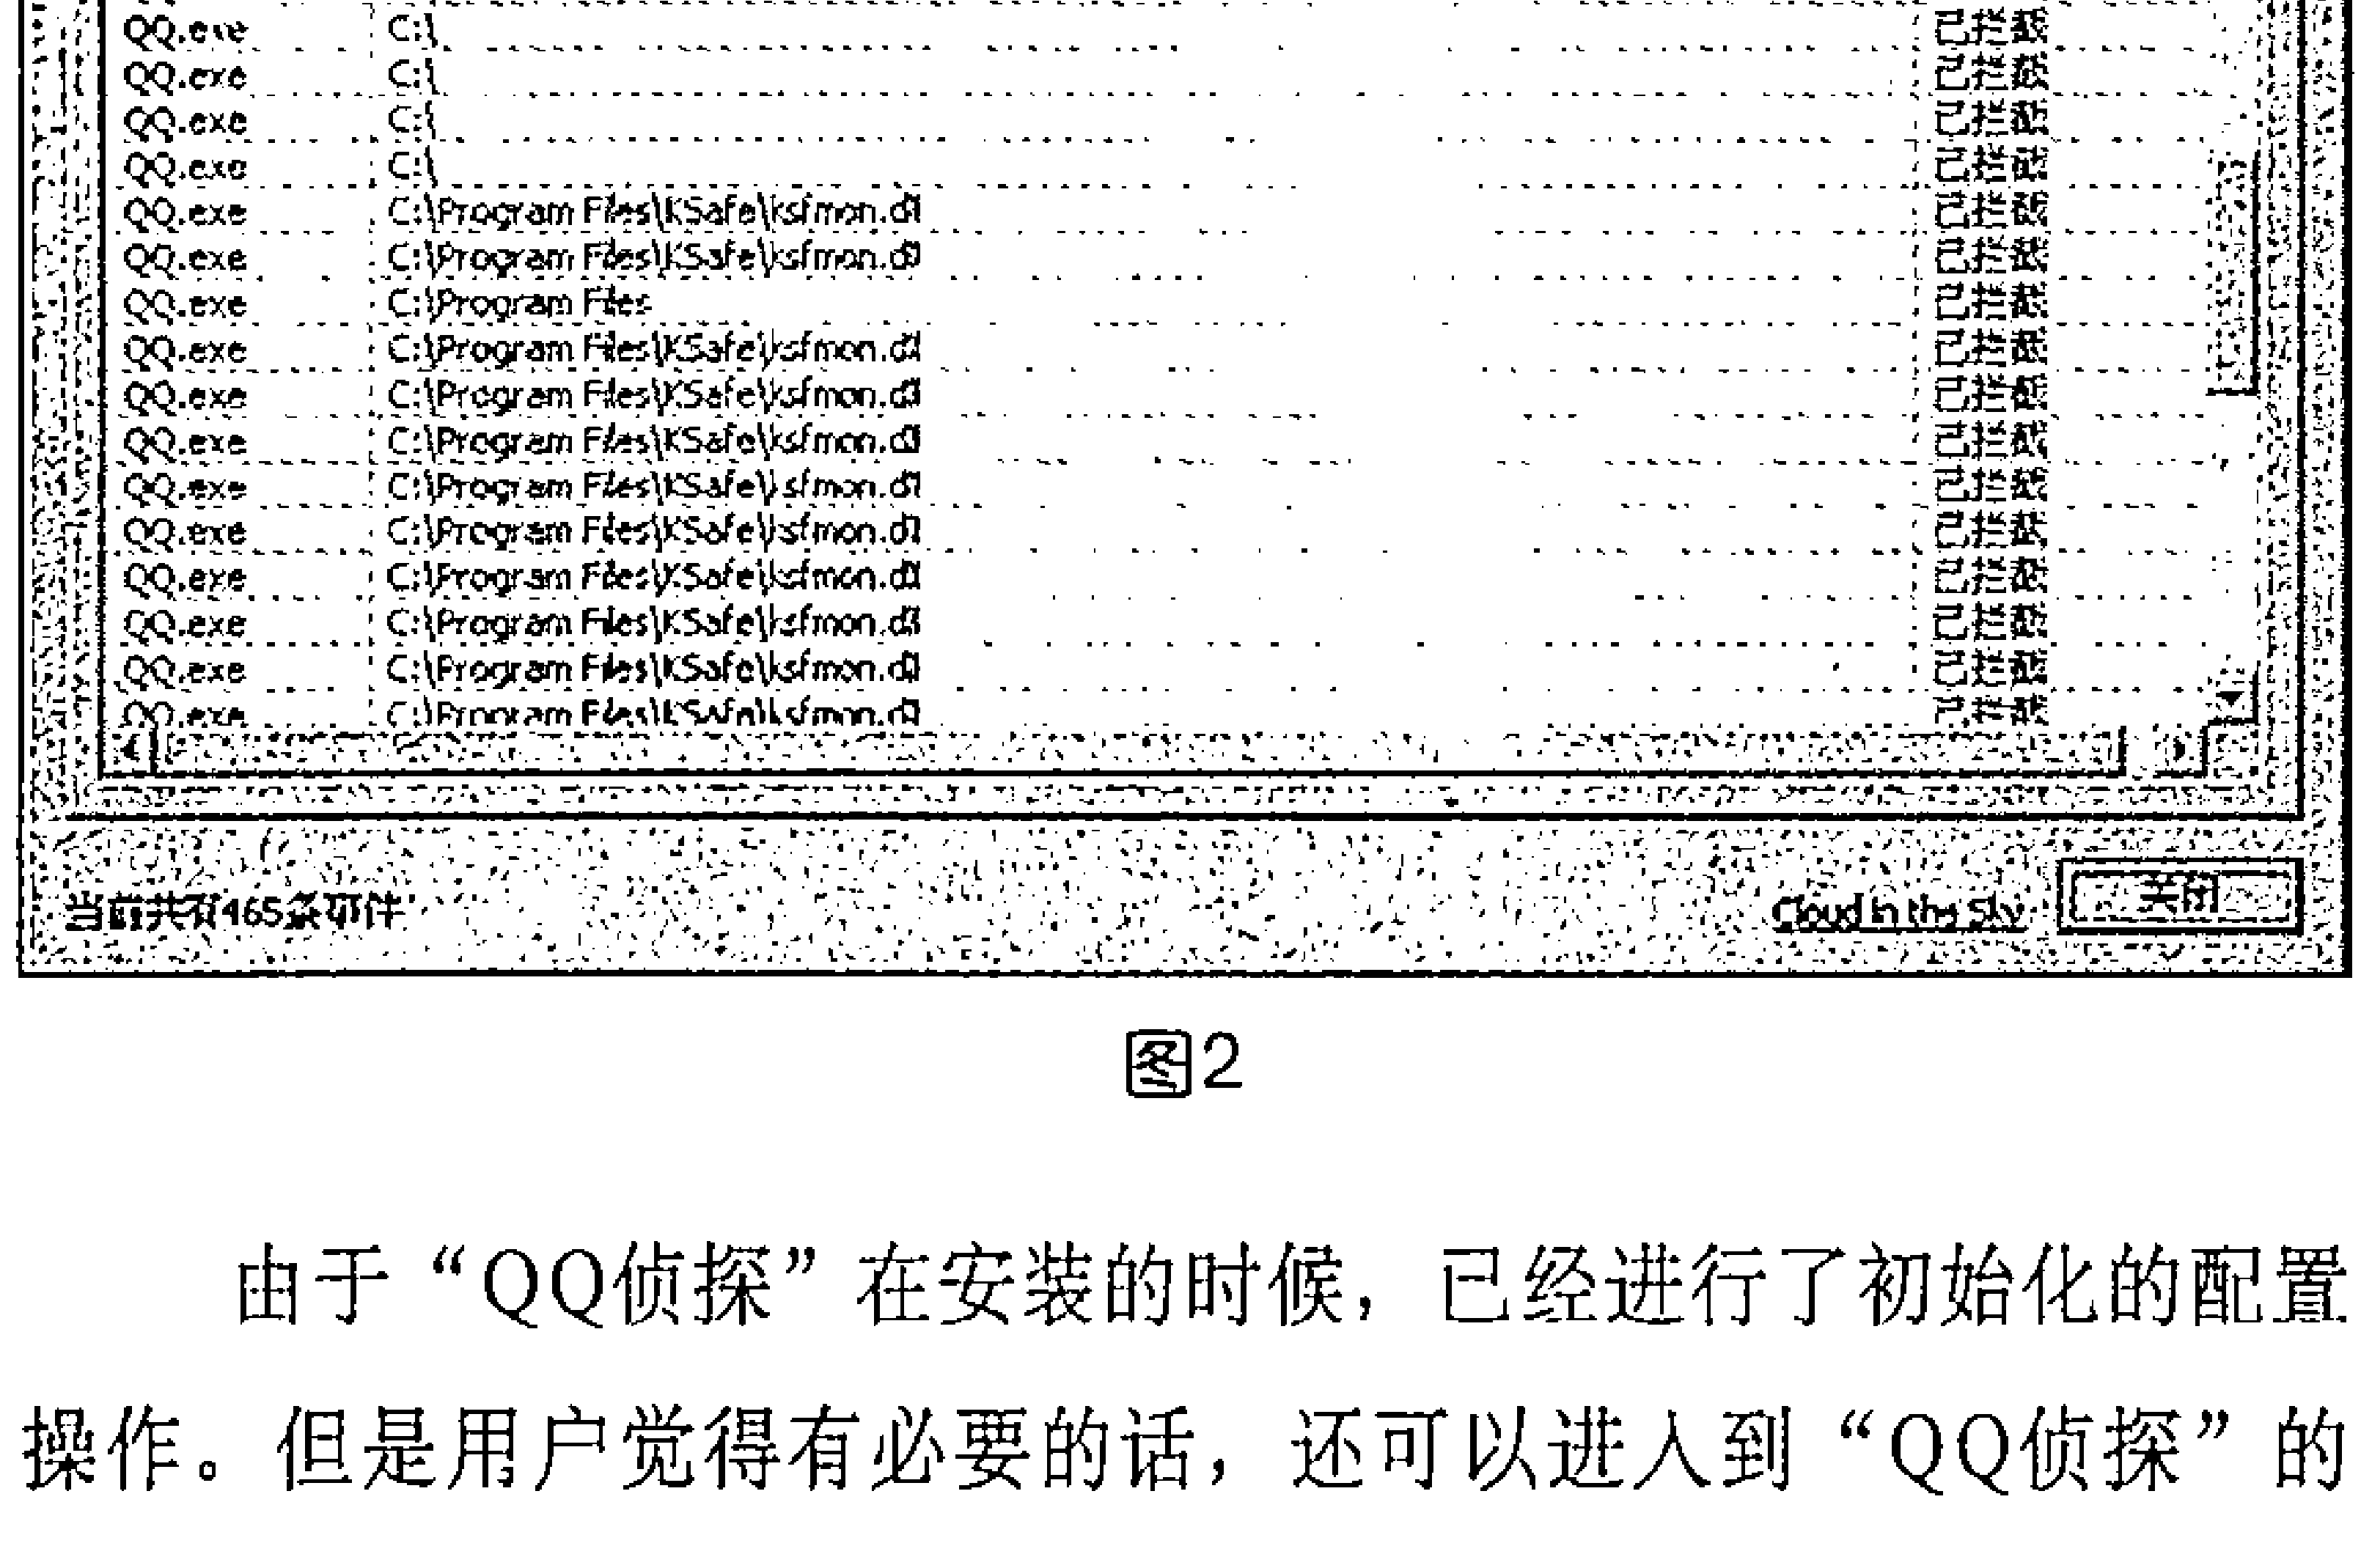 QQ.exe C:\ 已拦截
QQ.exe C:\ 已拦截
QQ.exe C:\ 已拦截
QQ.exe C:\ 已拦截
QQ.exe C:\Program Files\KSafe\ksfmon.dll 已拦截
QQ.exe C:\Program Files\KSafe\ksfmon.dll 已拦截
QQ.exe C:\Program Files 已拦截
QQ.exe C:\Program Files\KSafe\ksfmon.dll 已拦截
QQ.exe C:\Program Files\KSafe\ksfmon.dll 已拦截
QQ.exe C:\Program Files\KSafe\ksfmon.dll 已拦截
QQ.exe C:\Program Files\KSafe\ksfmon.dll 已拦截
QQ.exe C:\Program Files\KSafe\ksfmon.dll 已拦截
QQ.exe C:\Program Files\KSafe\ksfmon.dll 已拦截
QQ.exe C:\Program Files\KSafe\ksfmon.dll 已拦截
QQ.exe C:\Program Files\KSafe\ksfmon.dll 已拦截
QQ.exe C:\Program Files\KSafe\ksfmon.dll 已拦截
当前共有465条事件 Cloud In the Sky 关闭
图2
由于“QQ侦探”在安装的时候，已经进行了初始化的配置
操作。但是用户觉得有必要的话，还可以进入到“QQ侦探”的